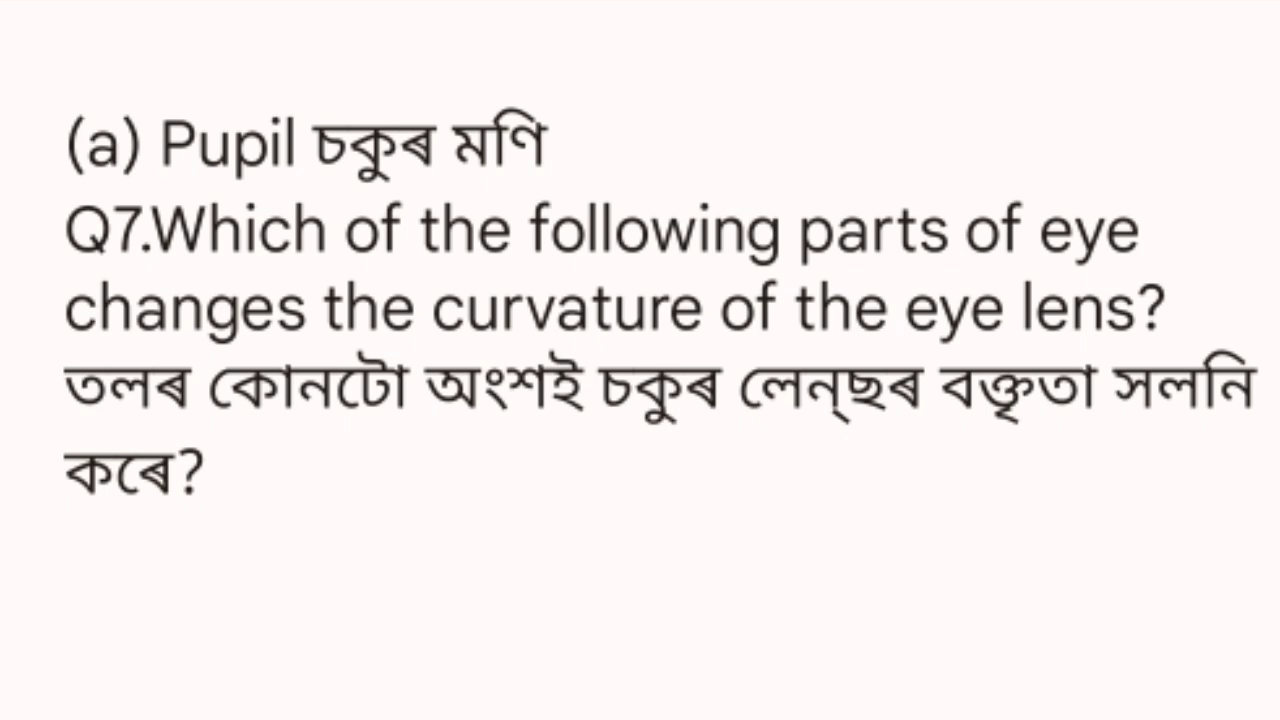 (a) Pupil চকুৰ মণি
Q7.Which of the following parts of eye
changes the curvature of the eye lens?
তলৰ কোনটো অংশই চকুৰ লেন্ছৰ বক্তৃতা সলনি
কৰে?